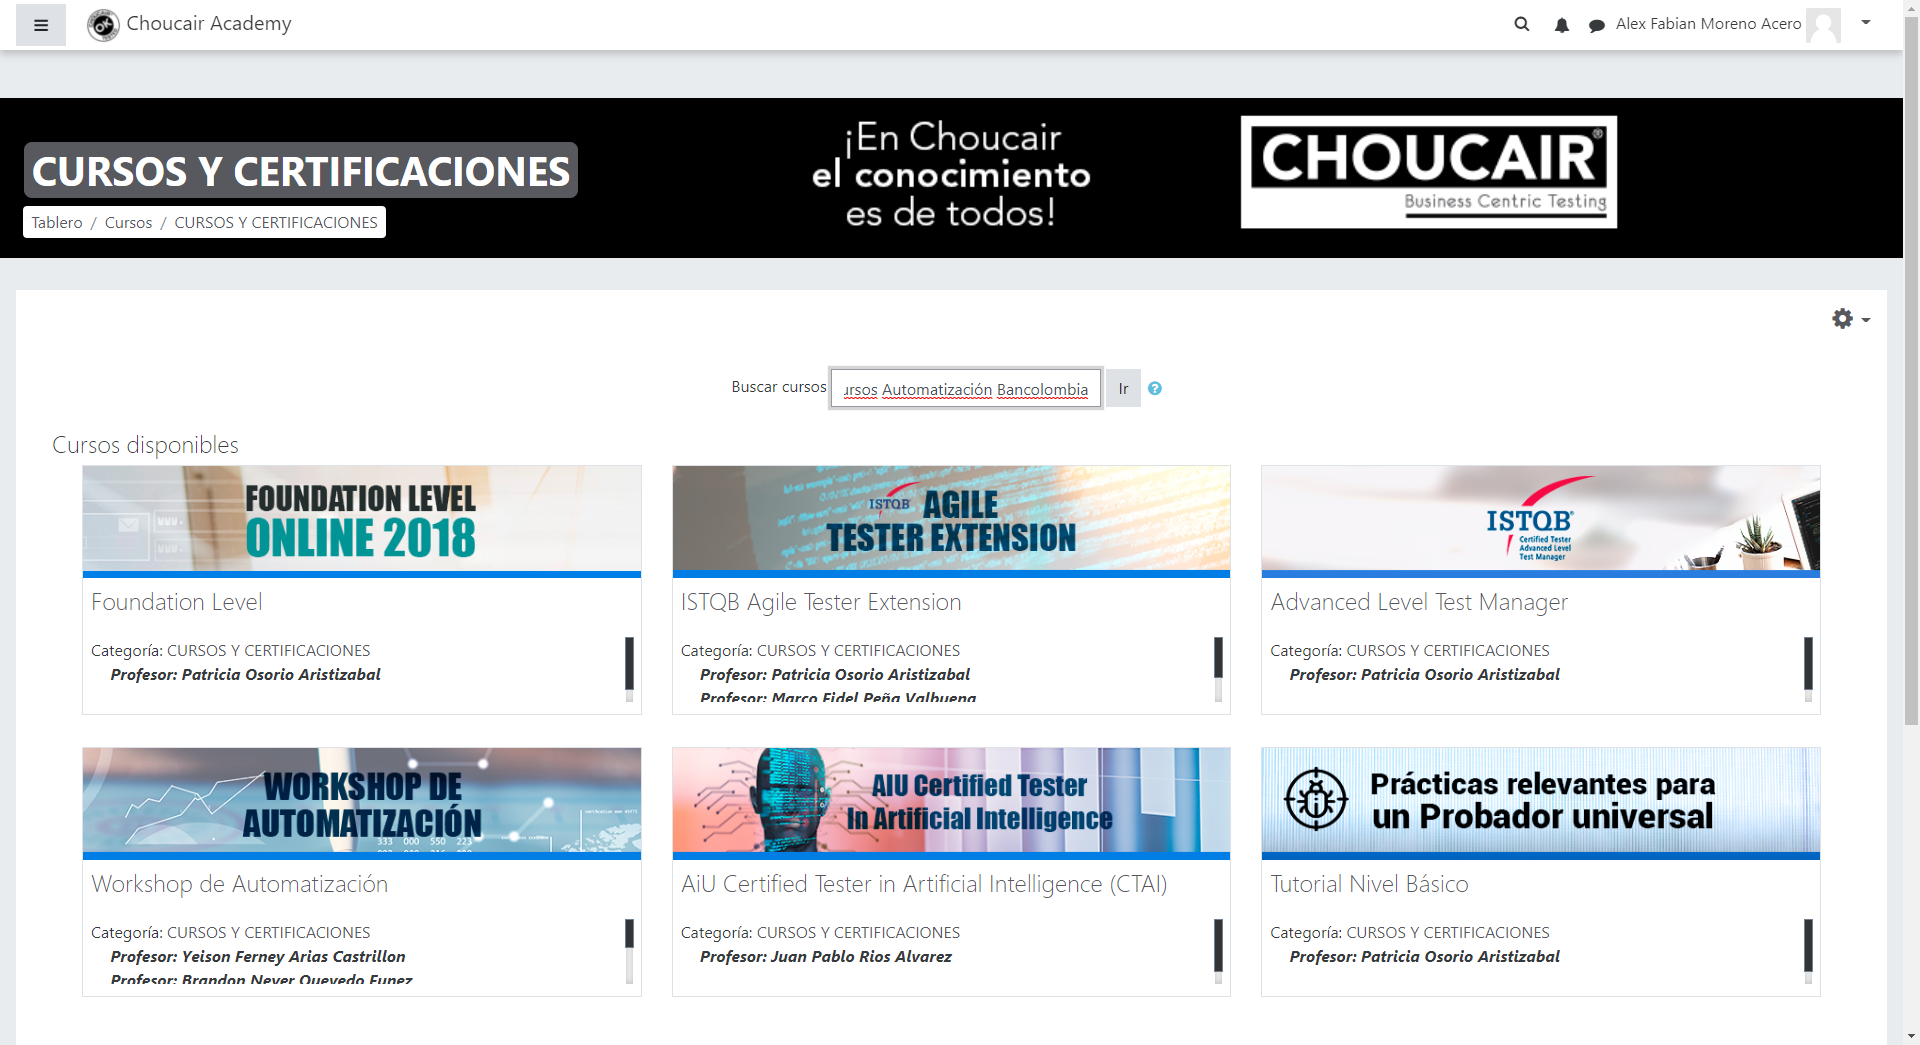 Choucair Academy
Alex Fabian Moreno Acero
CURSOS Y CERTIFICACIONES
Tablero / Cursos / CURSOS Y CERTIFICACIONES
¡En Choucair
el conocimiento
es de todos!
CHOUCAIR®
Business Centric Testing
Buscar cursos
ursos Automatización Bancolombia
Ir
Cursos disponibles
FOUNDATION LEVEL
ONLINE 2018
Foundation Level
Categoría: CURSOS Y CERTIFICACIONES
Profesor: Patricia Osorio Aristizabal
ISTQB® AGILE
TESTER EXTENSION
ISTQB Agile Tester Extension
Categoría: CURSOS Y CERTIFICACIONES
Profesor: Patricia Osorio Aristizabal
Profesor: Marco Fidel Peña Valbuena
ISTQB®
Certified Tester
Advanced Level
Test Manager
Advanced Level Test Manager
Categoría: CURSOS Y CERTIFICACIONES
Profesor: Patricia Osorio Aristizabal
WORKSHOP DE
AUTOMATIZACIÓN
333 000 550 223
Workshop de Automatización
Categoría: CURSOS Y CERTIFICACIONES
Profesor: Yeison Ferney Arias Castrillon
Profesor: Brandon Never Quevedo Funez
AIU Certified Tester
In Artificial Intelligence
AiU Certified Tester in Artificial Intelligence (CTAI)
Categoría: CURSOS Y CERTIFICACIONES
Profesor: Juan Pablo Rios Alvarez
Prácticas relevantes para
un Probador universal
Tutorial Nivel Básico
Categoría: CURSOS Y CERTIFICACIONES
Profesor: Patricia Osorio Aristizabal